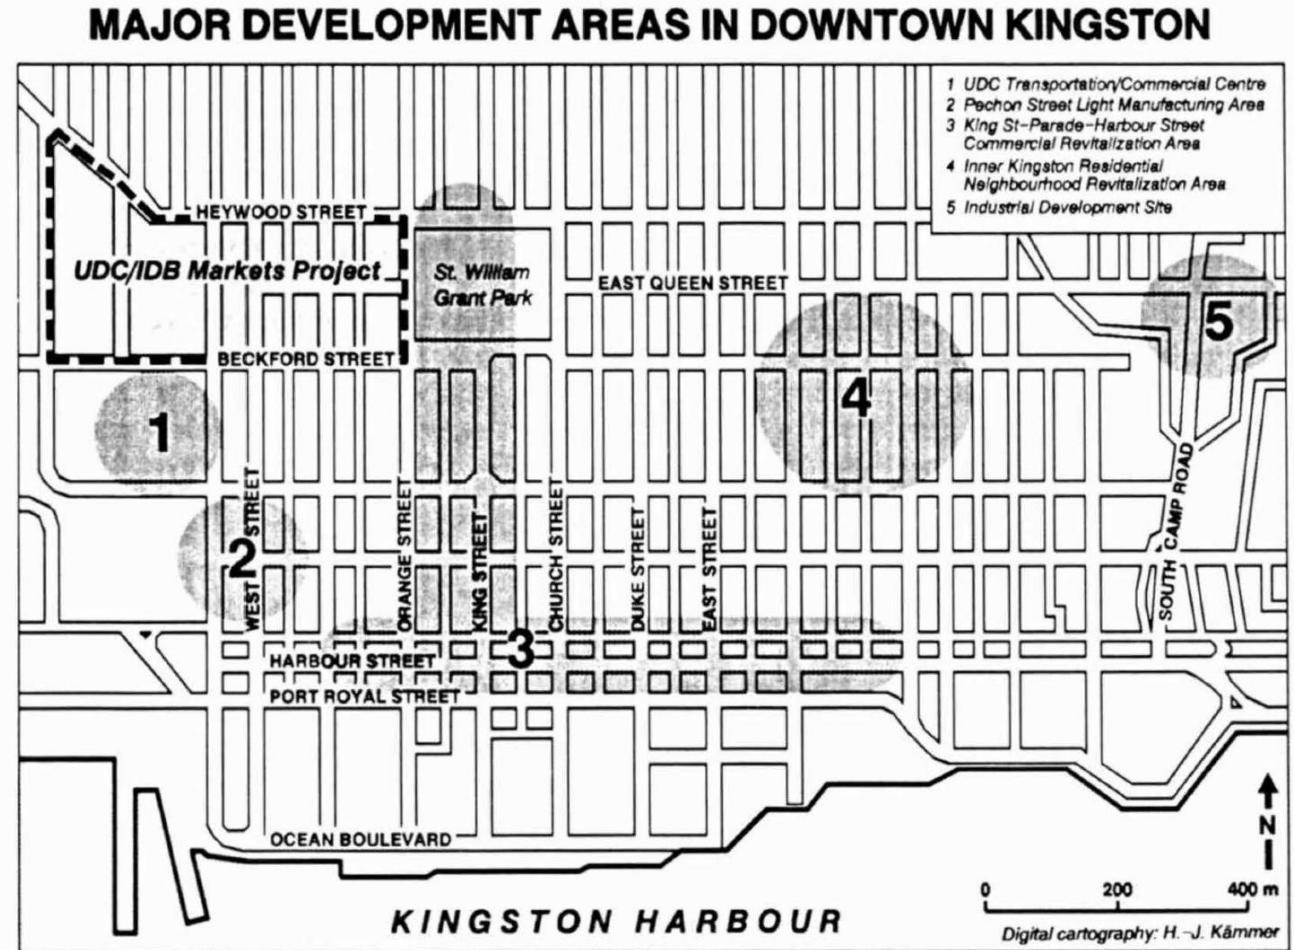 MAJOR DEVELOPMENT AREAS IN DOWNTOWN KINGSTON
1 UDC Transportation/Commercial Centre
2 Pechon Street Light Manufacturing Area
3 King St-Parade-Harbour Street
Commercial Revitalization Area
4 Inner Kingston Residential
Neighbourhood Revitalization Area
5 Industrial Development Site
HEYWOOD STREET
UDC/IDB Markets Project
St. William
Grant Park
EAST QUEEN STREET
5
BECKFORD STREET
4
1
WEST STREET
ORANGE STREET
KING STREET
CHURCH STREET
DUKE STREET
EAST STREET
SOUTH CAMP ROAD
2
3
HARBOUR STREET
PORT ROYAL STREET
OCEAN BOULEVARD
N
0 200 400 m
KINGSTON HARBOUR
Digital cartography: H.-J. Kämmer